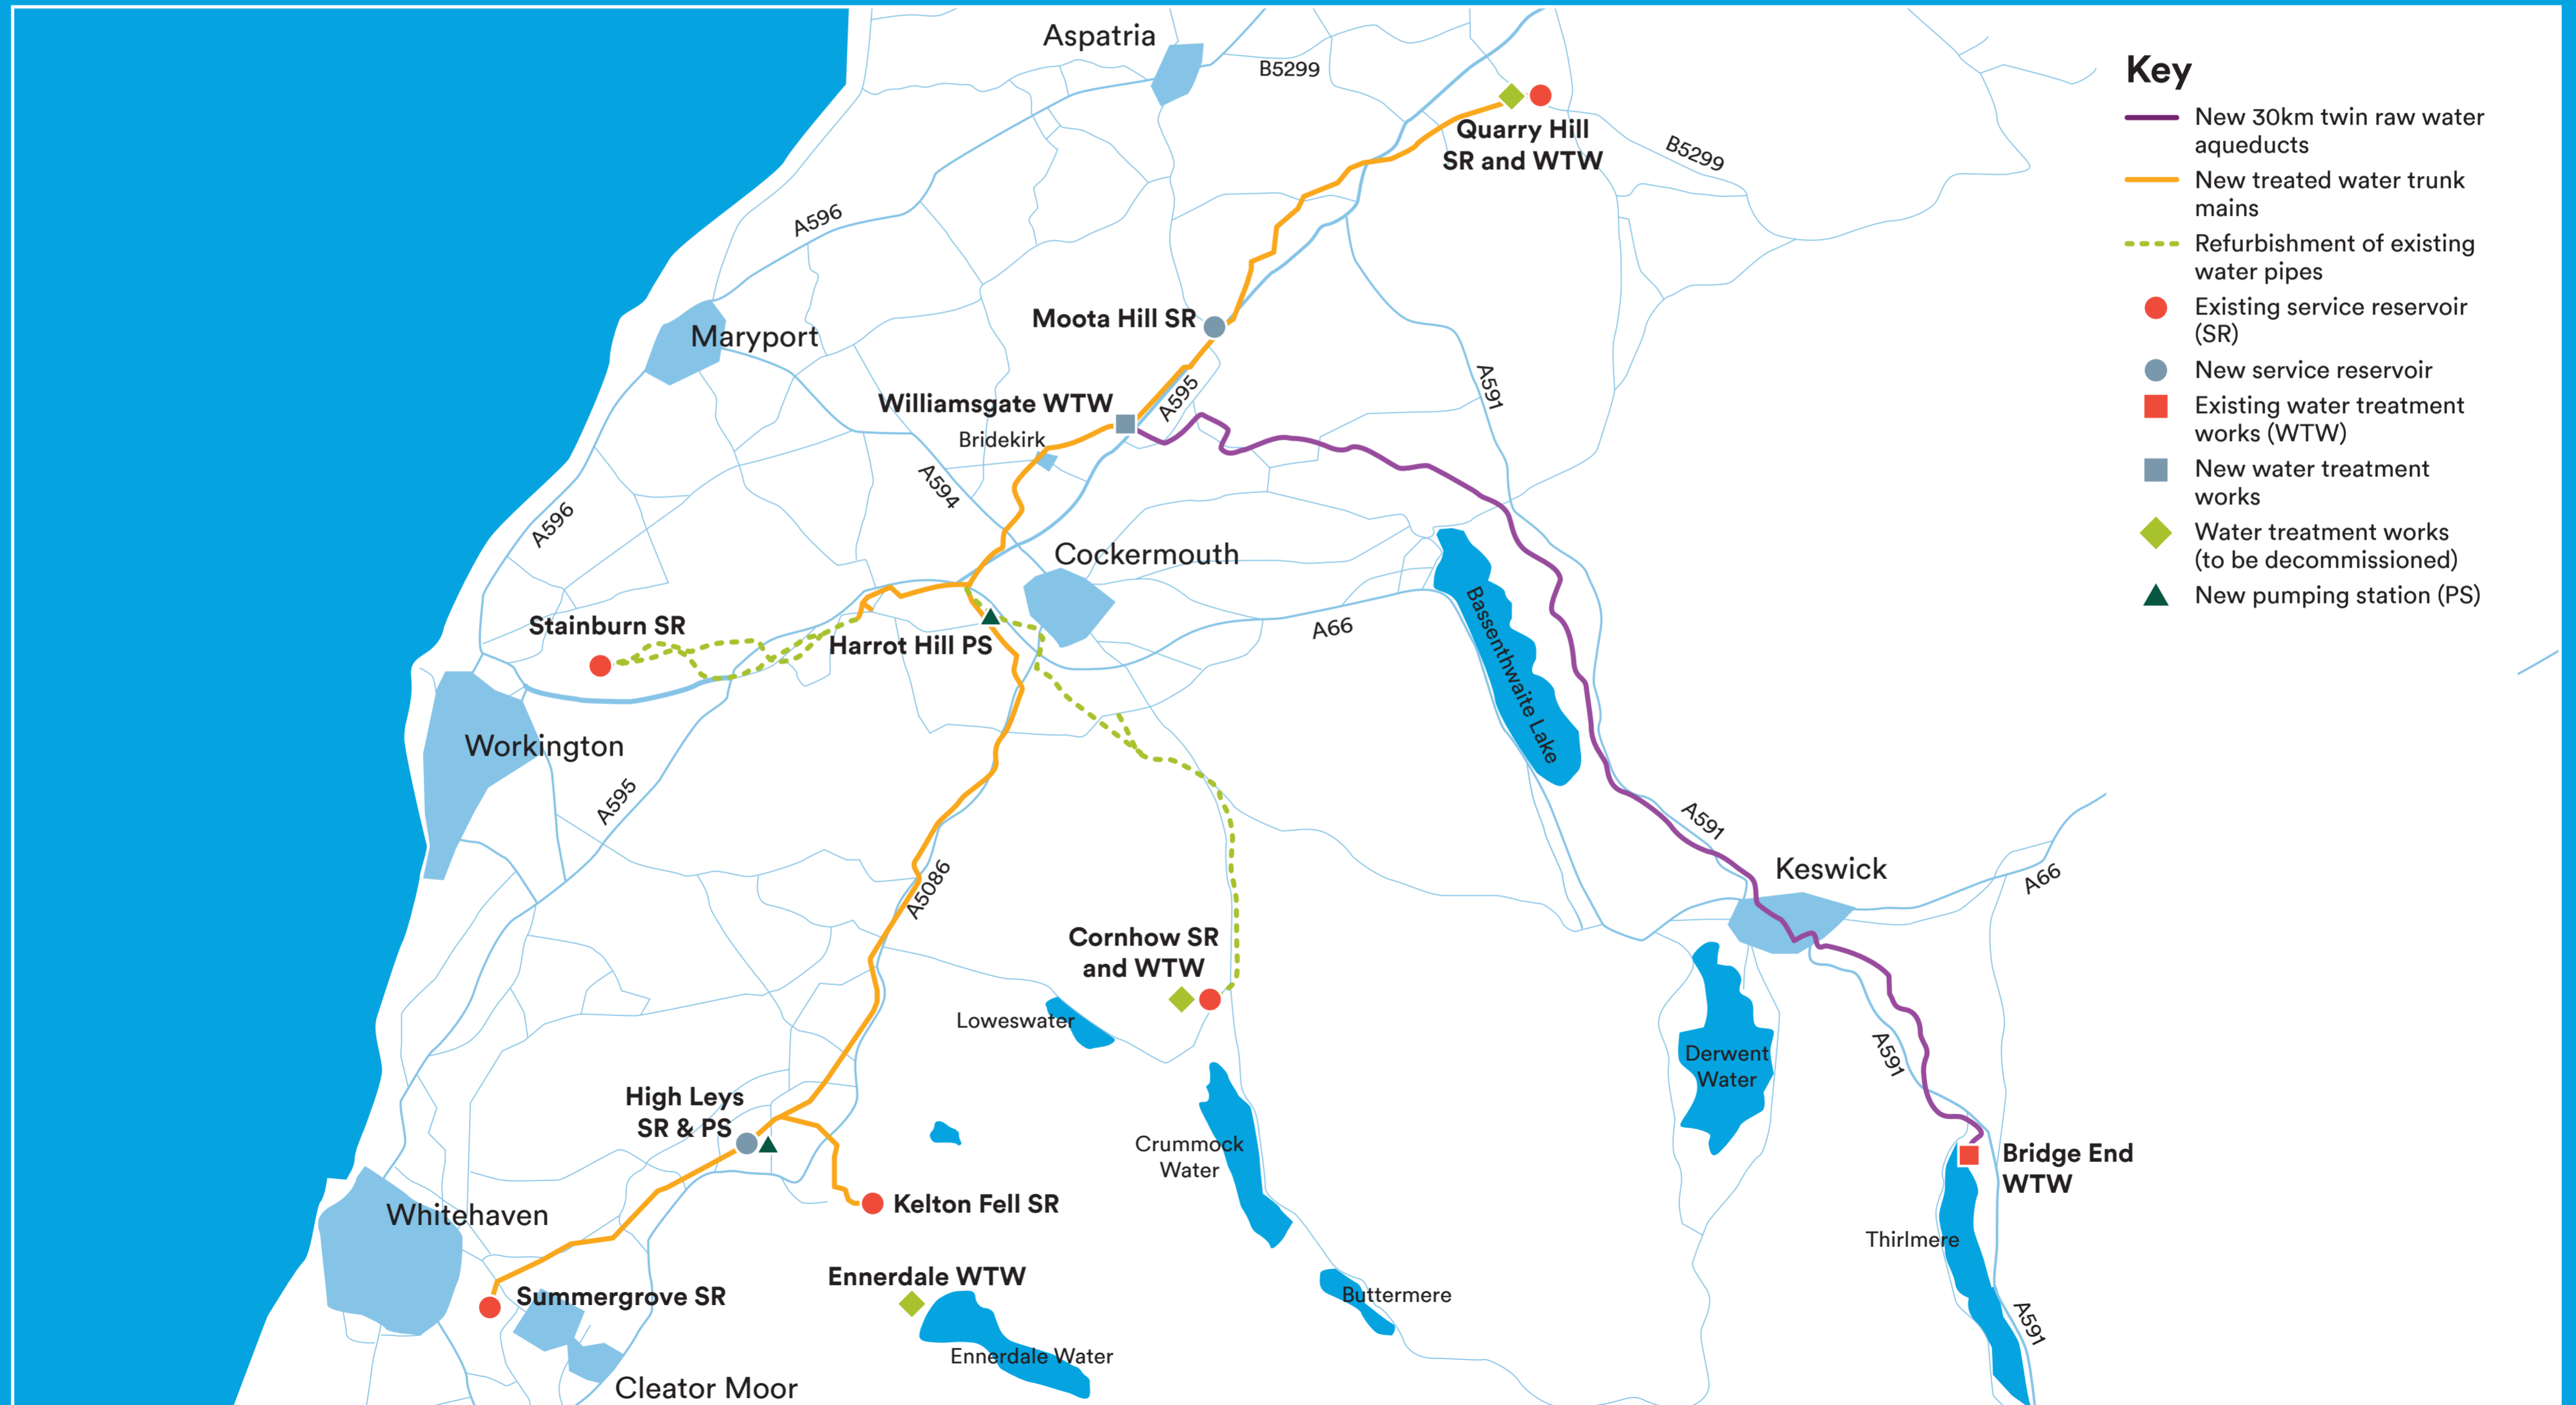 Aspatria
B5299
Quarry Hill
SR and WTW
B5299
A596
Moota Hill SR
Maryport
A591
Williamsgate WTW
A595
Bridekirk
A594
A596
Cockermouth
Stainburn SR
Harrot Hill PS
A66
Bassenthwaite Lake
Workington
A595
A591
Keswick
A66
A5086
Cornhow SR
and WTW
Loweswater
Derwent
Water
A591
High Leys
SR & PS
Crummock
Water
Bridge End
WTW
Kelton Fell SR
Whitehaven
Thirlmere
Ennerdale WTW
Summergrove SR
Buttermere
A591
Ennerdale Water
Cleator Moor
Key
New 30km twin raw water
aqueducts
New treated water trunk
mains
Refurbishment of existing
water pipes
Existing service reservoir
(SR)
New service reservoir
Existing water treatment
works (WTW)
New water treatment
works
Water treatment works
(to be decommissioned)
New pumping station (PS)